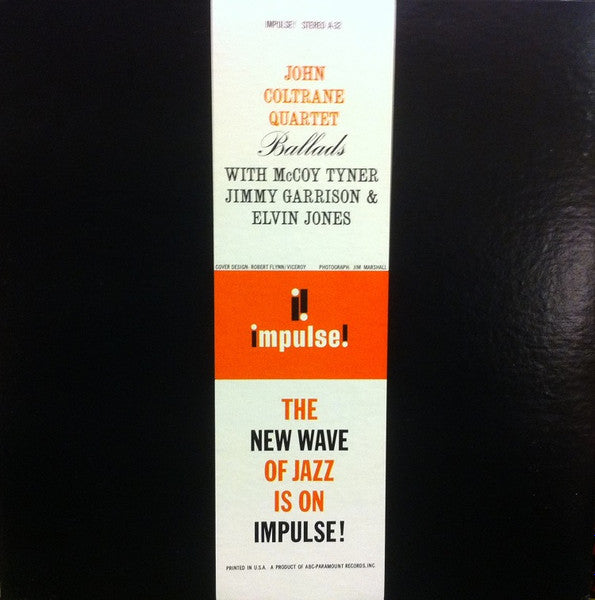 IMPULSE! STEREO A-32
JOHN
COLTRANE
QUARTET
Ballads
WITH McCOY TYNER
JIMMY GARRISON &
ELVIN JONES
COVER DESIGN: ROBERT FLYNN/VICEROY PHOTOGRAPH: JIM MARSHALL
i!
impulse!
THE
NEW WAVE
OF JAZZ
IS ON
IMPULSE!
PRINTED IN U.S.A. A PRODUCT OF ABC-PARAMOUNT RECORDS, INC.